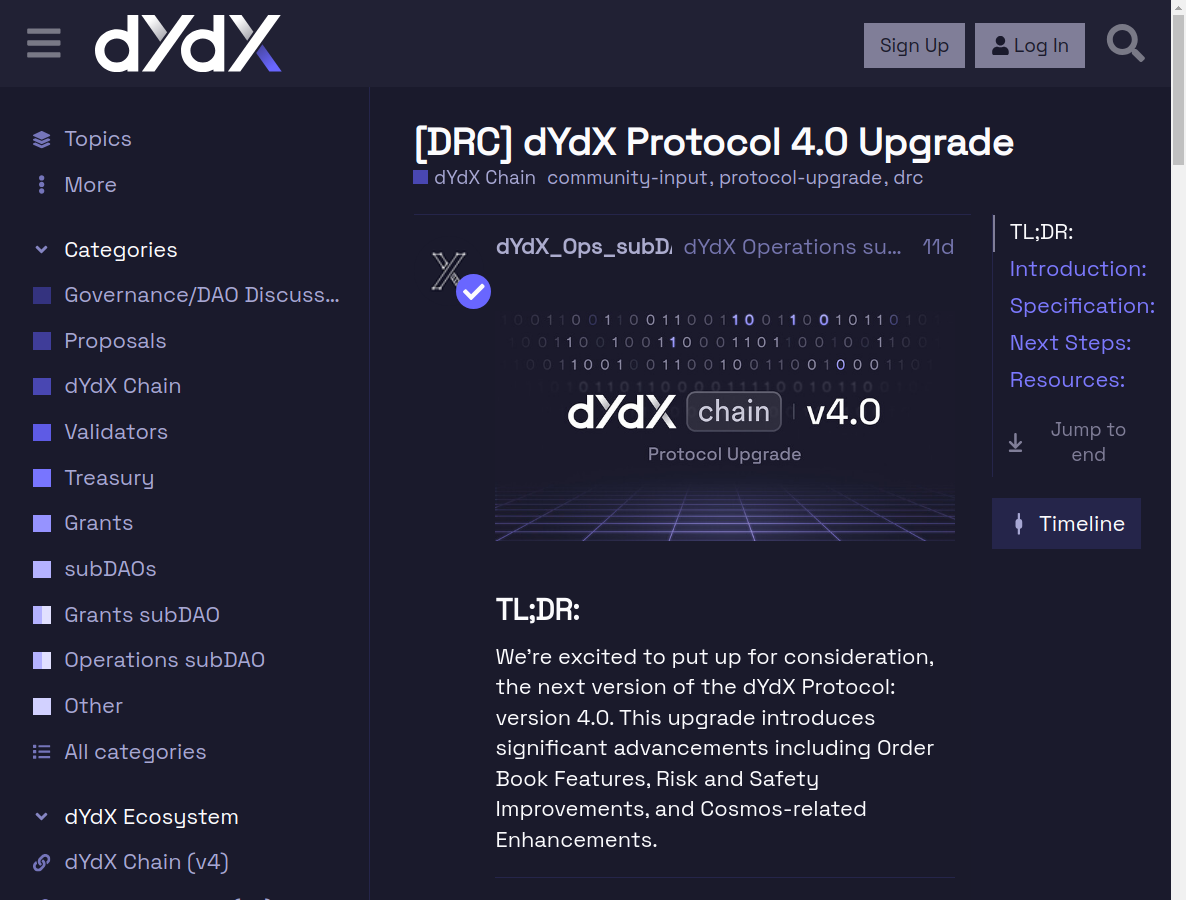 dYdX
Sign Up
Log In
Topics
More
Categories
Governance/DAO Discuss...
Proposals
dYdX Chain
Validators
Treasury
Grants
subDAOs
Grants subDAO
Operations subDAO
Other
All categories
dYdX Ecosystem
dYdX Chain (v4)
[DRC] dYdX Protocol 4.0 Upgrade
dYdX Chain community-input, protocol-upgrade, drc
dYdX_Ops_subD dYdX Operations su... 11d
dYdX chain v4.0
Protocol Upgrade
TL;DR:
We're excited to put up for consideration,
the next version of the dYdX Protocol:
version 4.0. This upgrade introduces
significant advancements including Order
Book Features, Risk and Safety
Improvements, and Cosmos-related
Enhancements.
TL;DR:
Introduction:
Specification:
Next Steps:
Resources:
Jump to
end
Timeline